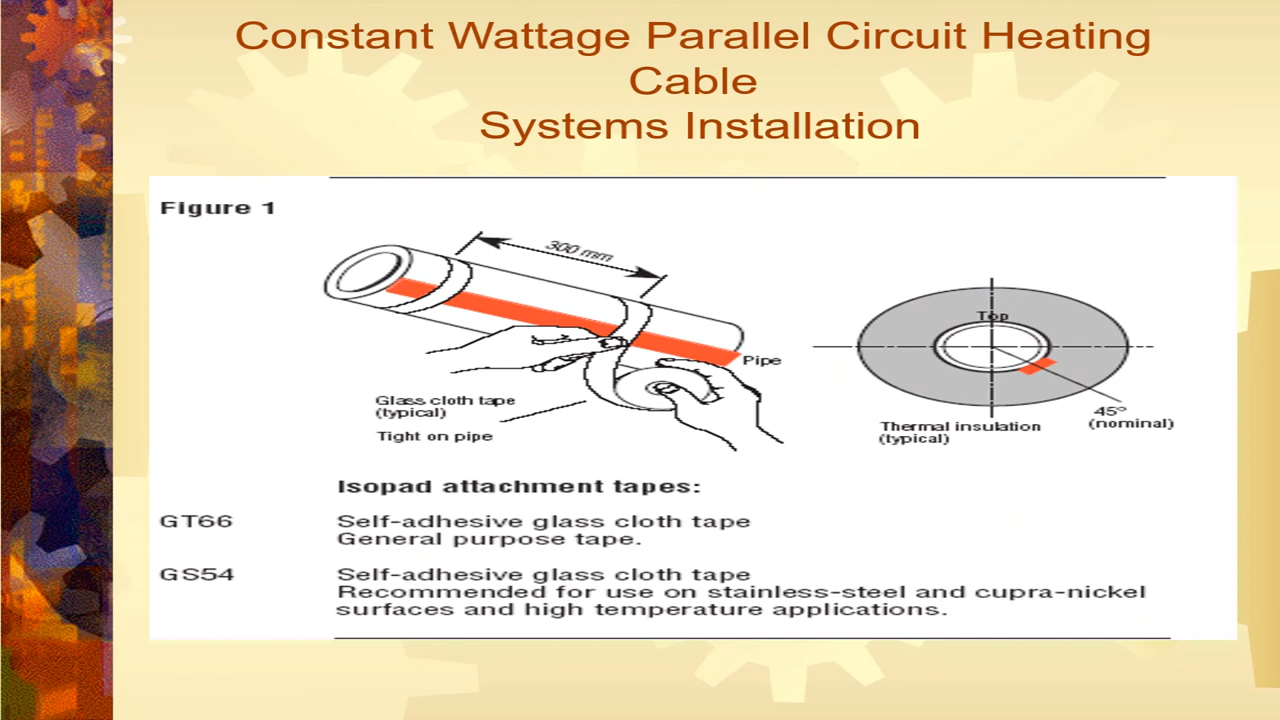 Constant Wattage Parallel Circuit Heating
Cable
Systems Installation
Figure 1
300 mm
Pipe
Glass cloth tape
(typical)
Tight on pipe
Top
45°
(nominal)
Thermal insulation
(typical)
Isopad attachment tapes:
GT66 Self-adhesive glass cloth tape
General purpose tape.
GS54 Self-adhesive glass cloth tape
Recommended for use on stainless-steel and cupra-nickel
surfaces and high temperature applications.